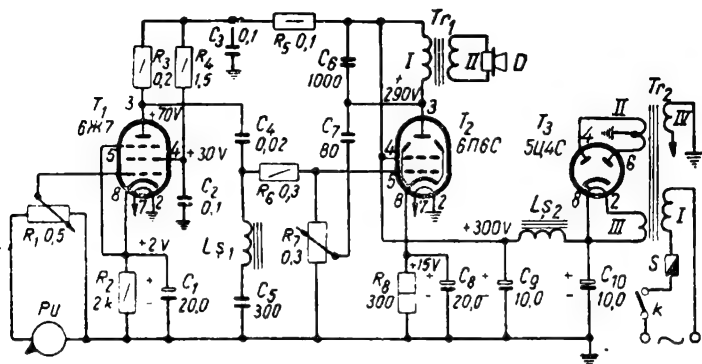 C3 0,1
R5 0,1
R3 0,2
R4 1,5
C6 1000
Tr1
I
II
D
T1
6Ж7
3
+70V
5
4
+30V
8
7
2
C2 0,1
C4 0,02
C7 80
+290V
3
T2
6П6С
4
5
8
7
2
T3
5Ц4С
II
4
6
8
2
III
Tr2
IV
I
R6 0,3
R1 0,5
+2V
Lş1
R7 0,3
+300V
Lş2
R2 2k
+
-
C1 20,0
C5 300
R8 300
+15V
+
-
C8 20,0
+
-
C9 10,0
+
-
C10 10,0
S
k
Pu
~